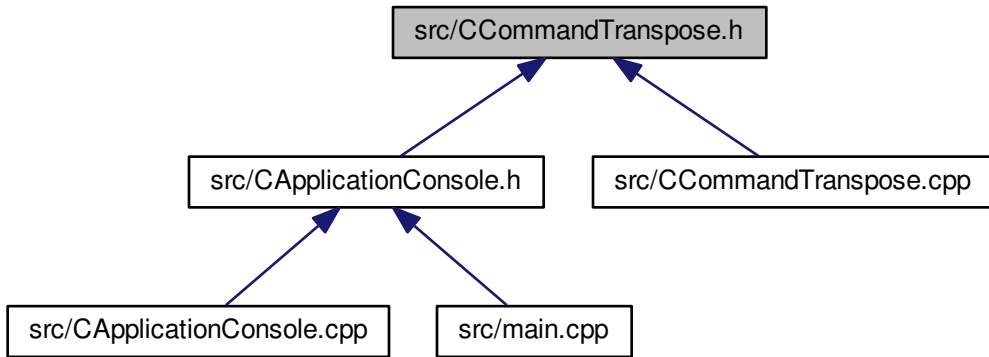 src/CCommandTranspose.h
src/CApplicationConsole.h
src/CCommandTranspose.cpp
src/CApplicationConsole.cpp
src/main.cpp